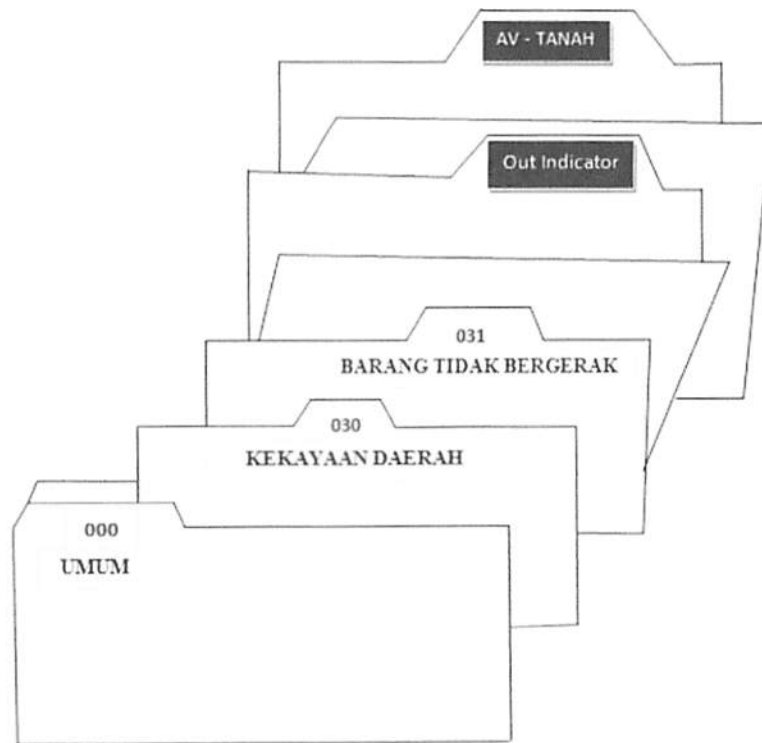 AV - TANAH
Out Indicator
031
BARANG TIDAK BERGERAK
030
KEKAYAAN DAERAH
000
UMUM